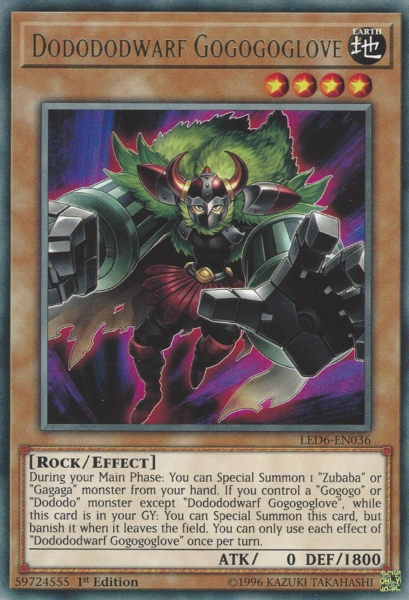 DODODODWARF GOGOGOGLOVE
EARTH
地
LED6-EN036
[ROCK/EFFECT]
During your Main Phase: You can Special Summon 1 "Zubaba" or
"Gagaga" monster from your hand. If you control a "Gogogo" or
"Dododo" monster except "Dodododwarf Gogogoglove", while
this card is in your GY: You can Special Summon this card, but
banish it when it leaves the field. You can only use each effect of
"Dodododwarf Gogogoglove" once per turn.
ATK/ 0 DEF/1800
59724555 1st Edition ©1996 KAZUKI TAKAHASHI